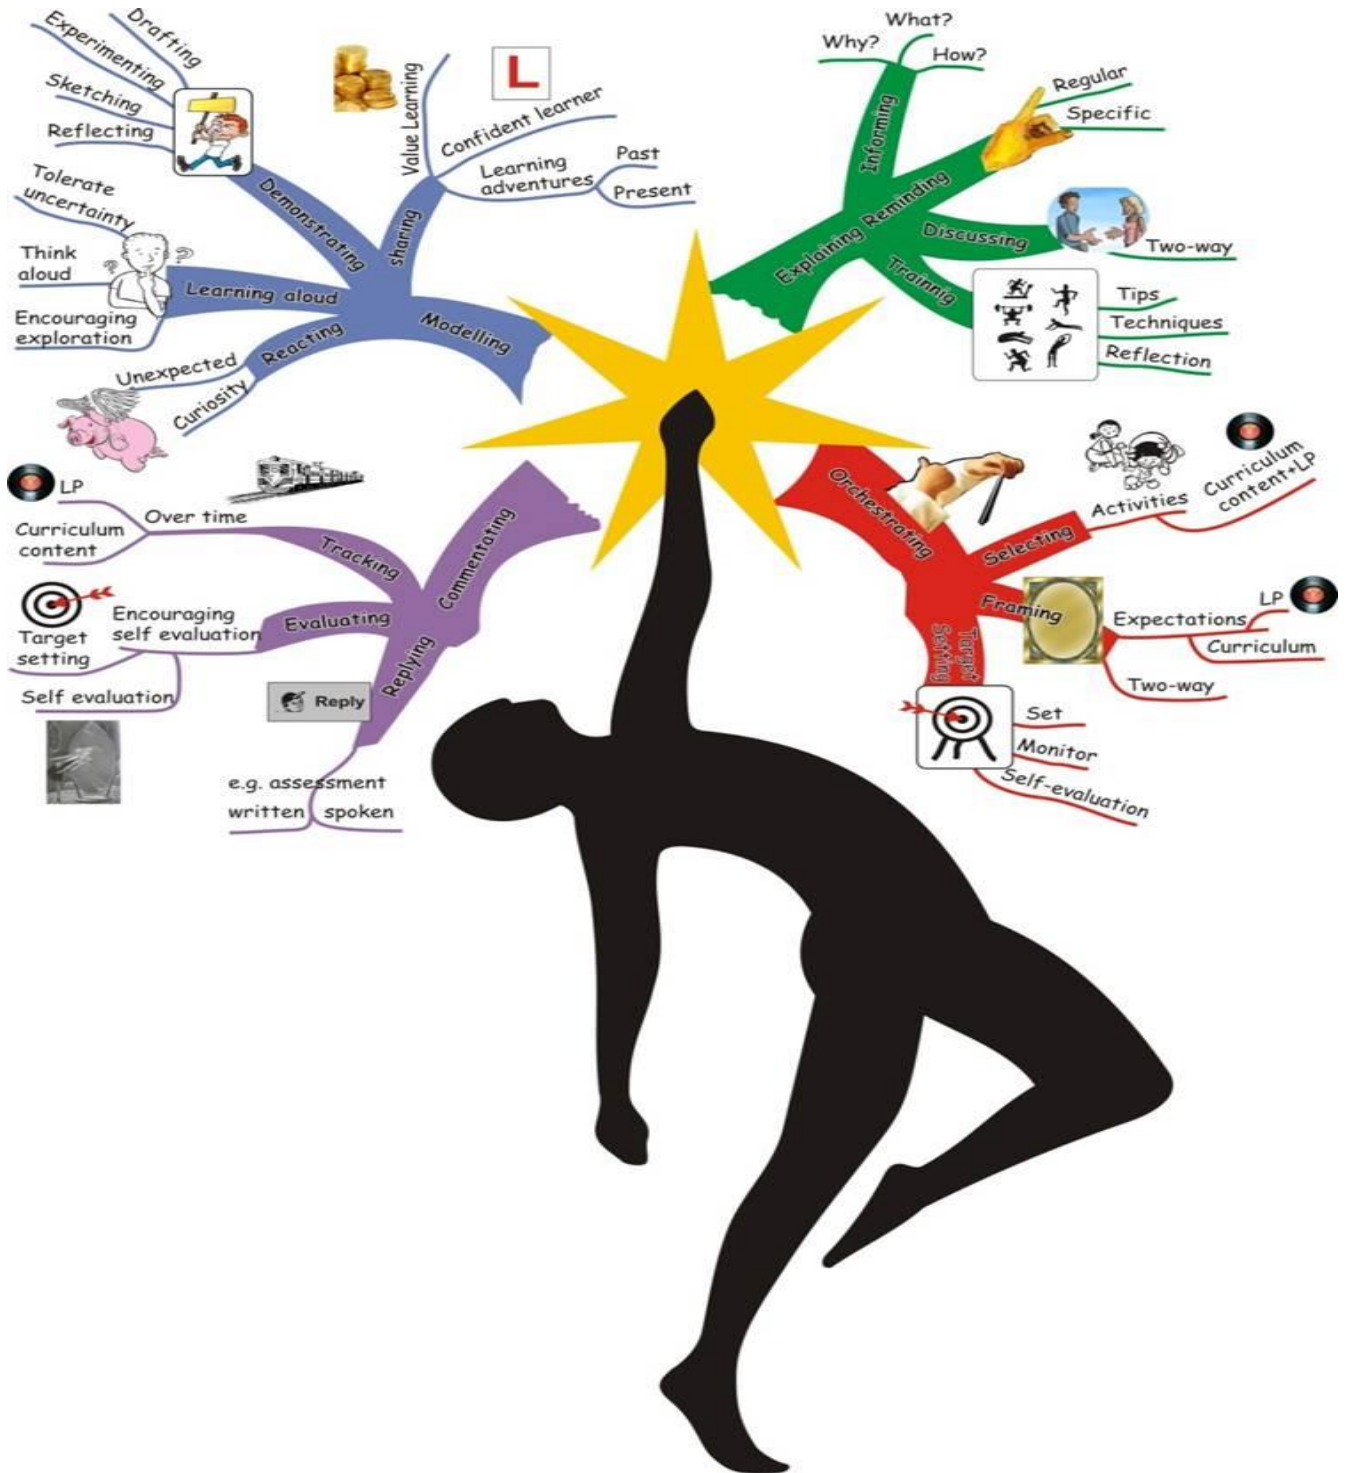 Drafting
Experimenting
Sketching
Reflecting
Demonstrating
Value Learning
L
Confident learner
Learning
adventures
Past
Present
sharing
Tolerate
uncertainty
Think
aloud
Encouraging
exploration
Learning aloud
Unexpected
Curiosity
Reacting
Modelling
What?
Why?
How?
Informing
Regular
Specific
Explaining Reminding
Discussing
Two-way
Trainnig
Tips
Techniques
Reflection
LP
Curriculum
content
Over time
Tracking
Commentating
Target
setting
Encouraging
self evaluation
Self evaluation
Evaluating
Replying
Reply
e.g. assessment
written
spoken
Orchestrating
Selecting
Activities
Curriculum
content+LP
Framing
Expectations
LP
Curriculum
Two-way
Target
Setting
Set
Monitor
Self-evaluation